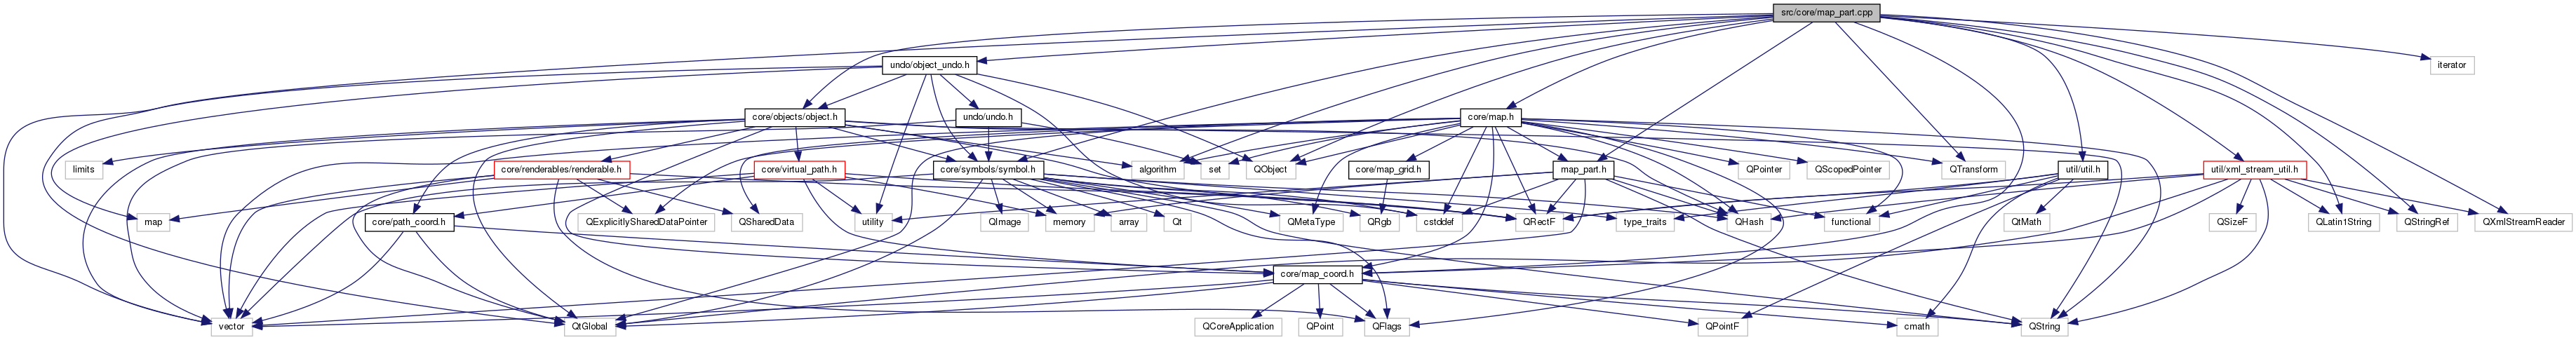 src/core/map_part.cpp
undo/object_undo.h
iterator
core/objects/object.h
undo/undo.h
core/map.h
limits
core/renderables/renderable.h
core/virtual_path.h
core/symbols/symbol.h
algorithm
set
QObject
core/map_grid.h
map_part.h
QPointer
QScopedPointer
QTransform
util/util.h
util/xml_stream_util.h
map
core/path_coord.h
QExplicitlySharedDataPointer
QSharedData
utility
QImage
memory
array
Qt
QMetaType
QRgb
cstddef
QRectF
type_traits
QHash
functional
QtMath
QSizeF
QLatin1String
QStringRef
QXmlStreamReader
core/map_coord.h
vector
QtGlobal
QCoreApplication
QPoint
QFlags
QPointF
cmath
QString